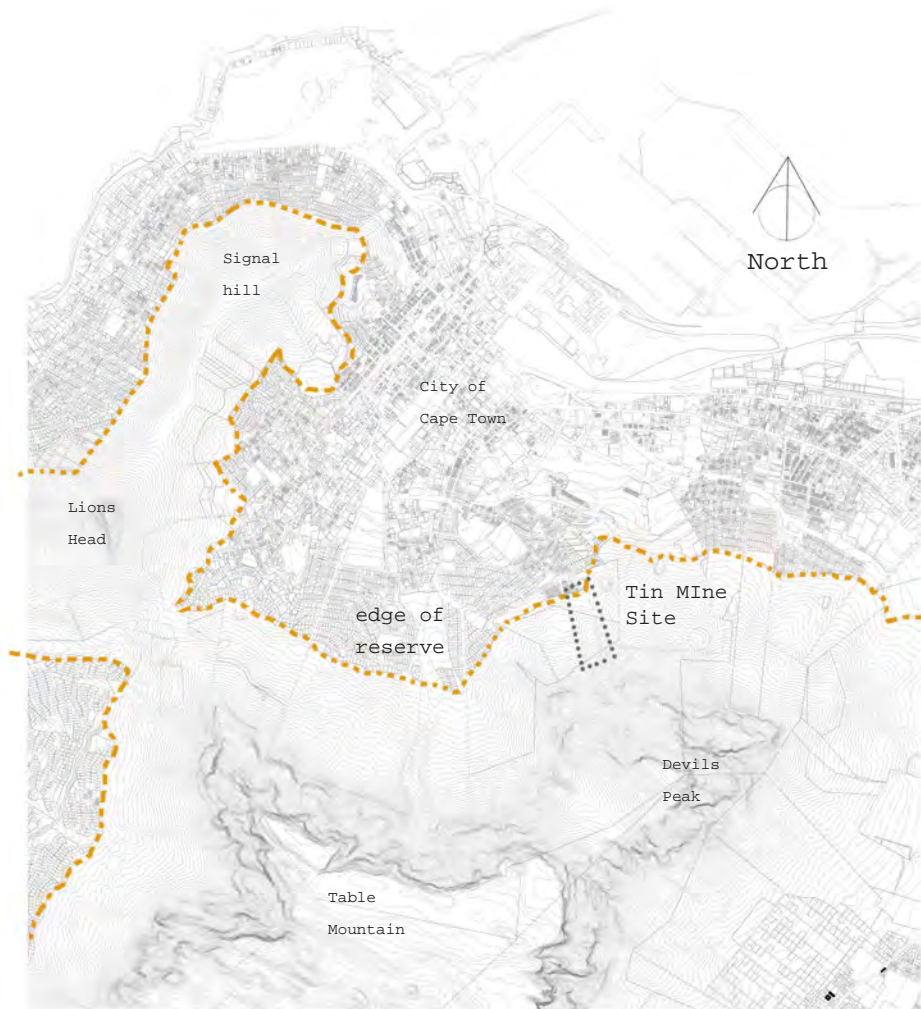 Signal
hill
North
City of
Cape Town
Lions
Head
Tin MIne
Site
edge of
reserve
Devils
Peak
Table
Mountain